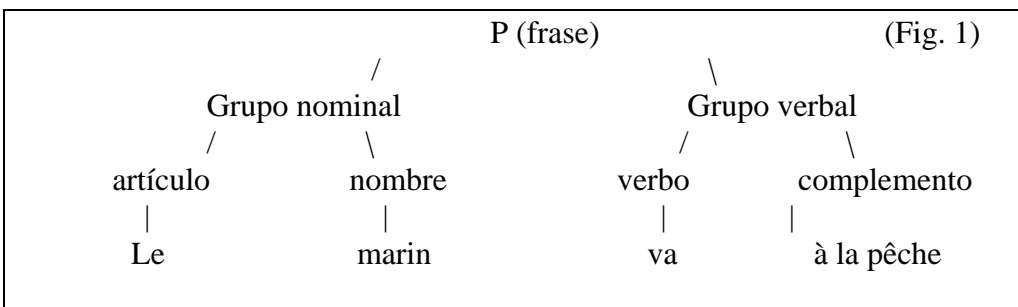 P (frase) (Fig. 1)
/ \
Grupo nominal Grupo verbal
/ \ / \
artículo nombre verbo complemento
| | | |
Le marin va à la pêche